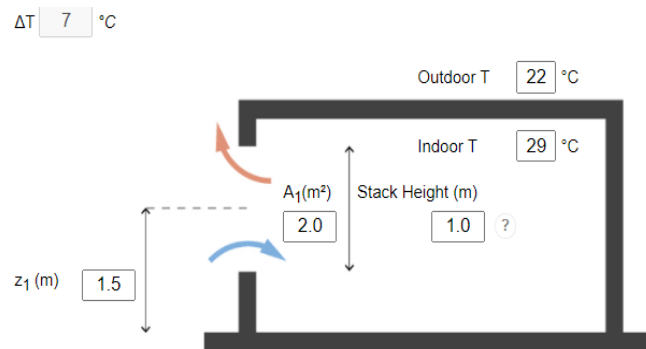 ΔT 7 °C
Outdoor T 22 °C
Indoor T 29 °C
A₁(m²) Stack Height (m)
2.0 1.0 ?
z₁ (m) 1.5